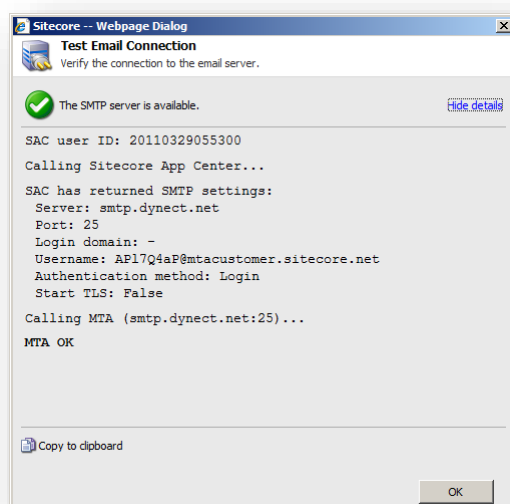 Sitecore -- Webpage Dialog
Test Email Connection
Verify the connection to the email server.
The SMTP server is available.
Hide details
SAC user ID: 20110329055300
Calling Sitecore App Center...
SAC has returned SMTP settings:
Server: smtp.dynect.net
Port: 25
Login domain: -
Username: APl7Q4aP@mtacustomer.sitecore.net
Authentication method: Login
Start TLS: False
Calling MTA (smtp.dynect.net:25)...
MTA OK
Copy to clipboard
OK